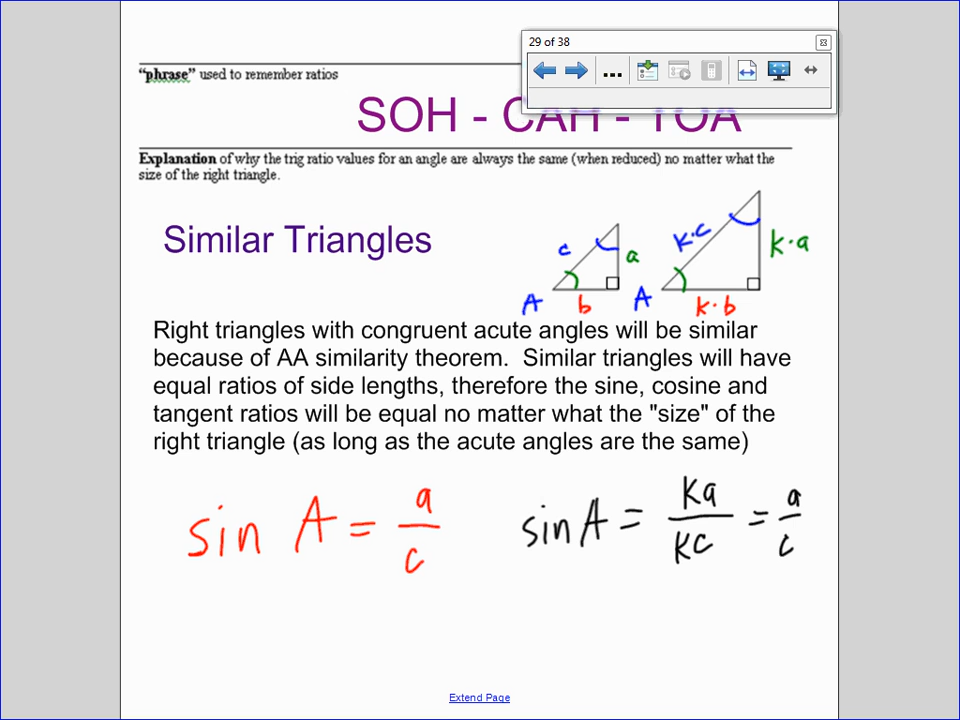 29 of 38
"phrase" used to remember ratios
SOH - CAH - TOA
Explanation of why the trig ratio values for an angle are always the same (when reduced) no matter what the
size of the right triangle.
Similar Triangles
c
a
A
b
K·c
K·a
A
K·b
Right triangles with congruent acute angles will be similar
because of AA similarity theorem. Similar triangles will have
equal ratios of side lengths, therefore the sine, cosine and
tangent ratios will be equal no matter what the "size" of the
right triangle (as long as the acute angles are the same)
sin A = a/c
sin A = Ka/KC = a/c
Extend Page